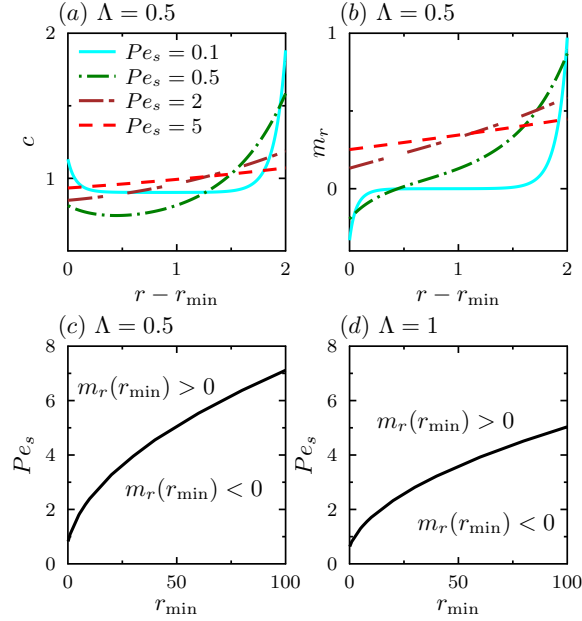 (a) Λ = 0.5
(b) Λ = 0.5
Pe_s = 0.1
Pe_s = 0.5
Pe_s = 2
Pe_s = 5
2
1
0
c
0
1
2
r − r_min
1
0
m_r
0
1
2
r − r_min
(c) Λ = 0.5
(d) Λ = 1
8
6
4
2
0
Pe_s
m_r(r_min) > 0
m_r(r_min) < 0
0
50
100
r_min
8
6
4
2
0
Pe_s
m_r(r_min) > 0
m_r(r_min) < 0
0
50
100
r_min